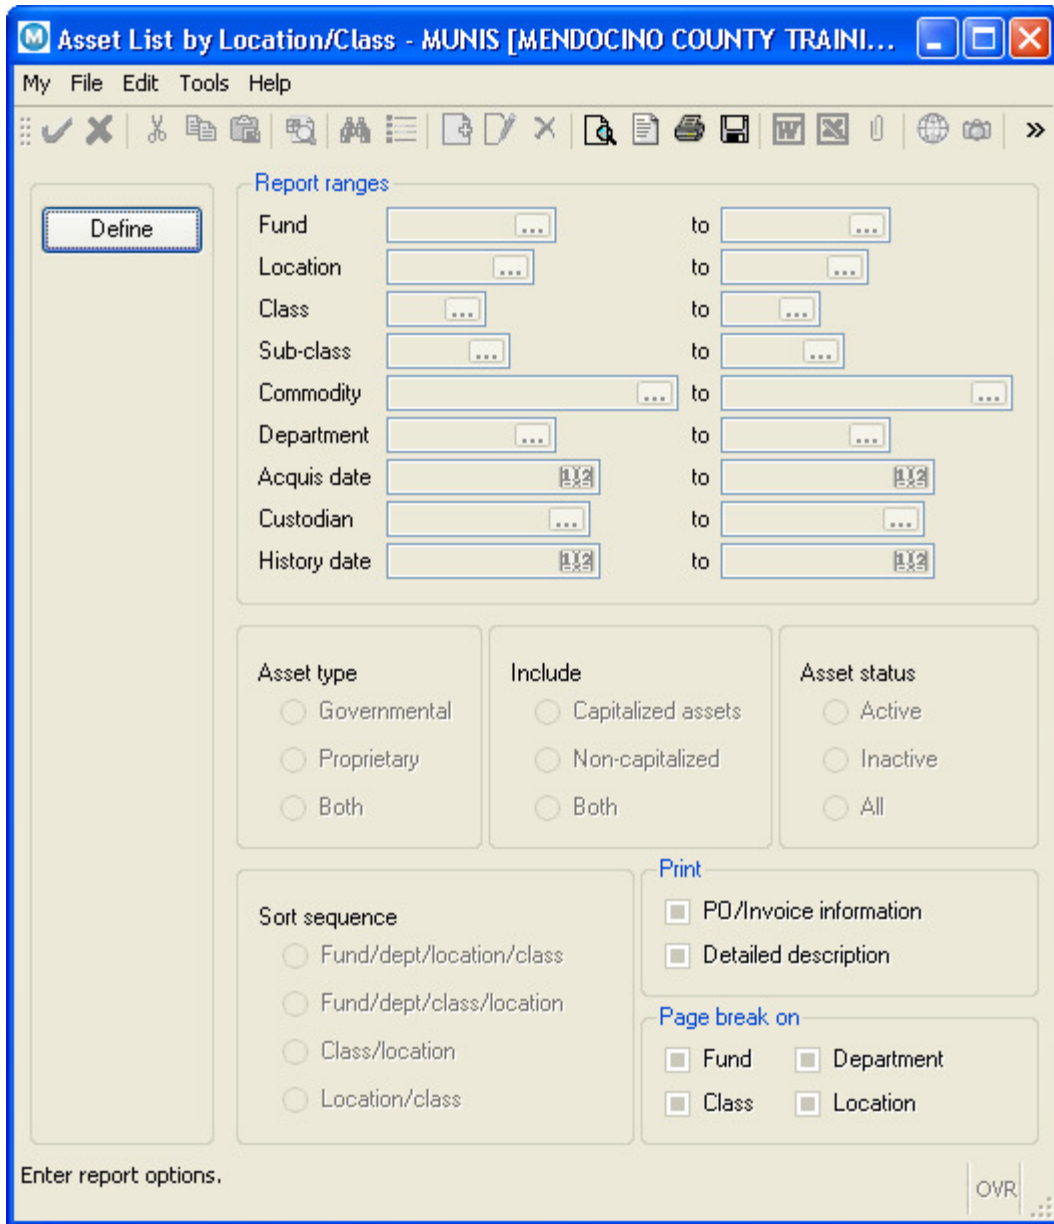 Asset List by Location/Class - MUNIS [MENDOCINO COUNTY TRAINI...
My File Edit Tools Help
Define
Report ranges
Fund to
Location to
Class to
Sub-class to
Commodity to
Department to
Acquis date to
Custodian to
History date to
Asset type
Governmental
Proprietary
Both
Include
Capitalized assets
Non-capitalized
Both
Asset status
Active
Inactive
All
Sort sequence
Fund/dept/location/class
Fund/dept/class/location
Class/location
Location/class
Print
PO/Invoice information
Detailed description
Page break on
Fund Department
Class Location
Enter report options.
OVR